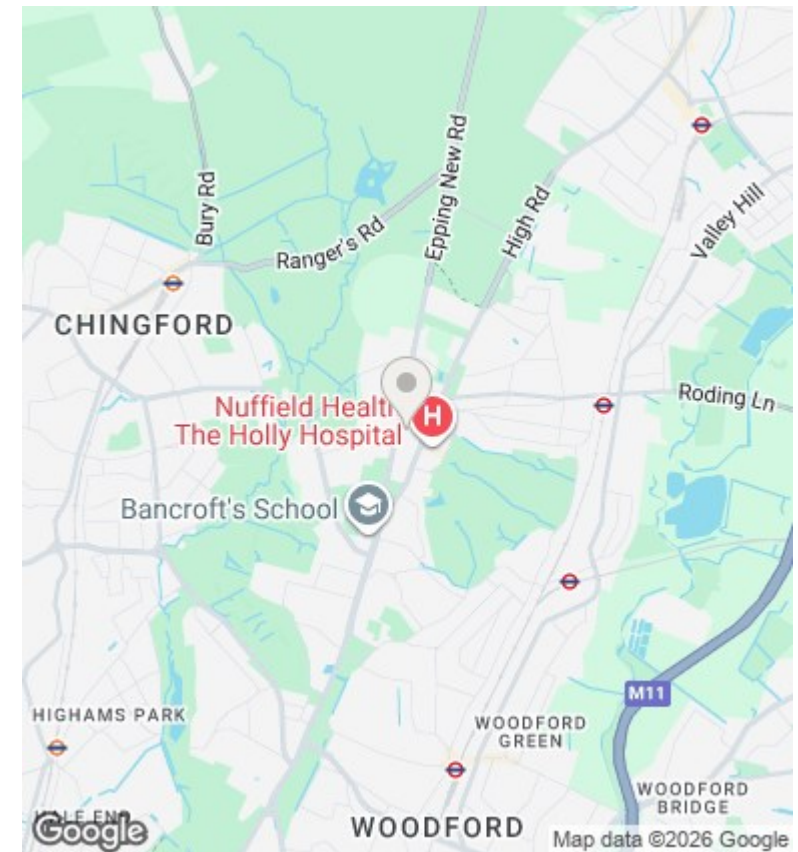 Epping New Rd
Bury Rd
High Rd
Valley Hill
Ranger's Rd
CHINGFORD
Roding Ln
Nuffield Healt
The Holly Hospital
H
Bancroft's School
M11
HIGHAMS PARK
WOODFORD
GREEN
WOODFORD
BRIDGE
WOODFORD
Google
Map data ©2026 Google